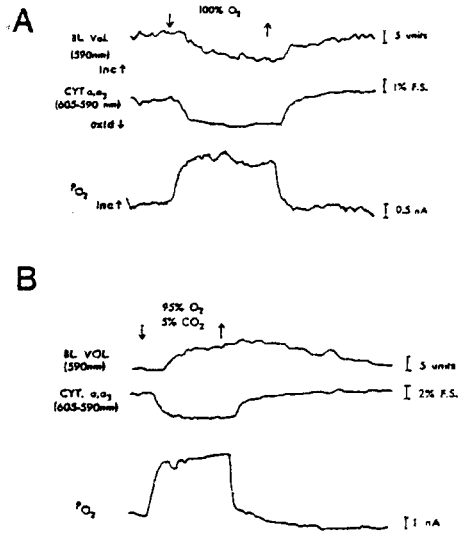 A
100% O₂
BL. VOL.
(590nm)
Inc↑
5 units
CYT a,a₃
(605-590 nm)
oxid ↓
1% F.S.
PO₂
Inc↑
0.5 nA
B
95% O₂
5% CO₂
BL. VOL.
(590nm)
5 units
CYT. a,a₃
(605-590nm)
2% F.S.
PO₂
1 nA